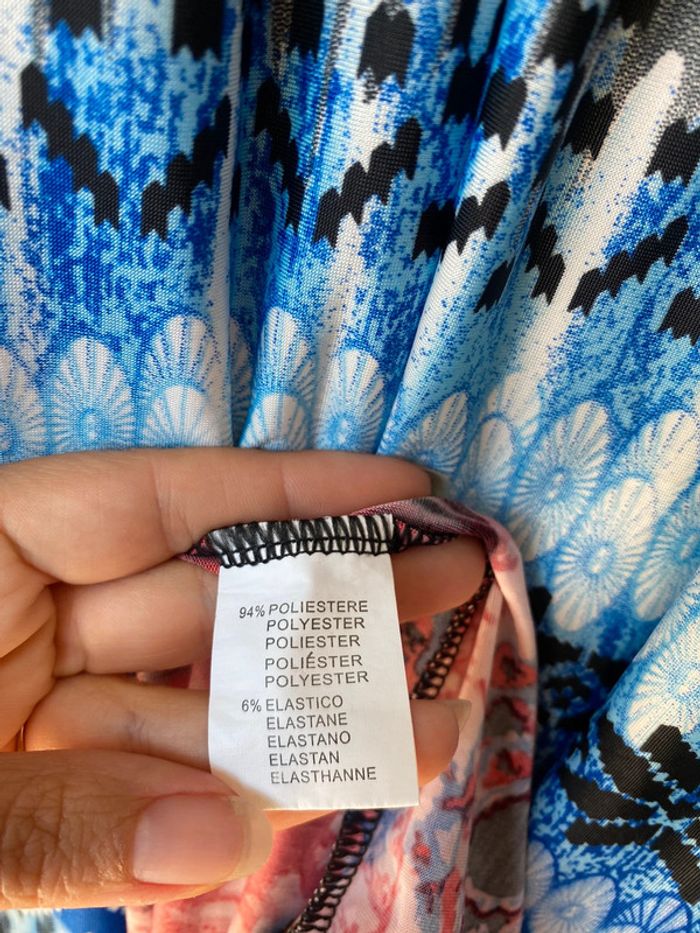 94% POLIESTERE
POLYESTER
POLIESTER
POLIÉSTER
POLYESTER
6% ELASTICO
ELASTANE
ELASTANO
ELASTAN
ELASTHANNE